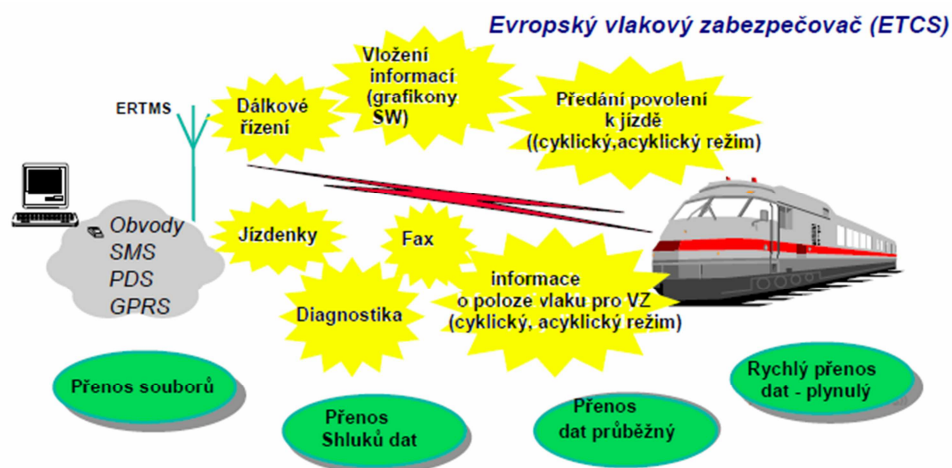 Evropský vlakový zabezpečovač (ETCS)
ERTMS
Dálkové
řízení
Vložení
informací
(grafikony
SW)
Předání povolení
k jízdě
((cyklický,acyklický režim)
Obvody
SMS
PDS
GPRS
Jízdenky
Fax
Diagnostika
informace
o poloze vlaku pro VZ
(cyklický, acyklický režim)
Přenos souborů
Přenos
Shluků dat
Přenos
dat průběžný
Rychlý přenos
dat - plynulý